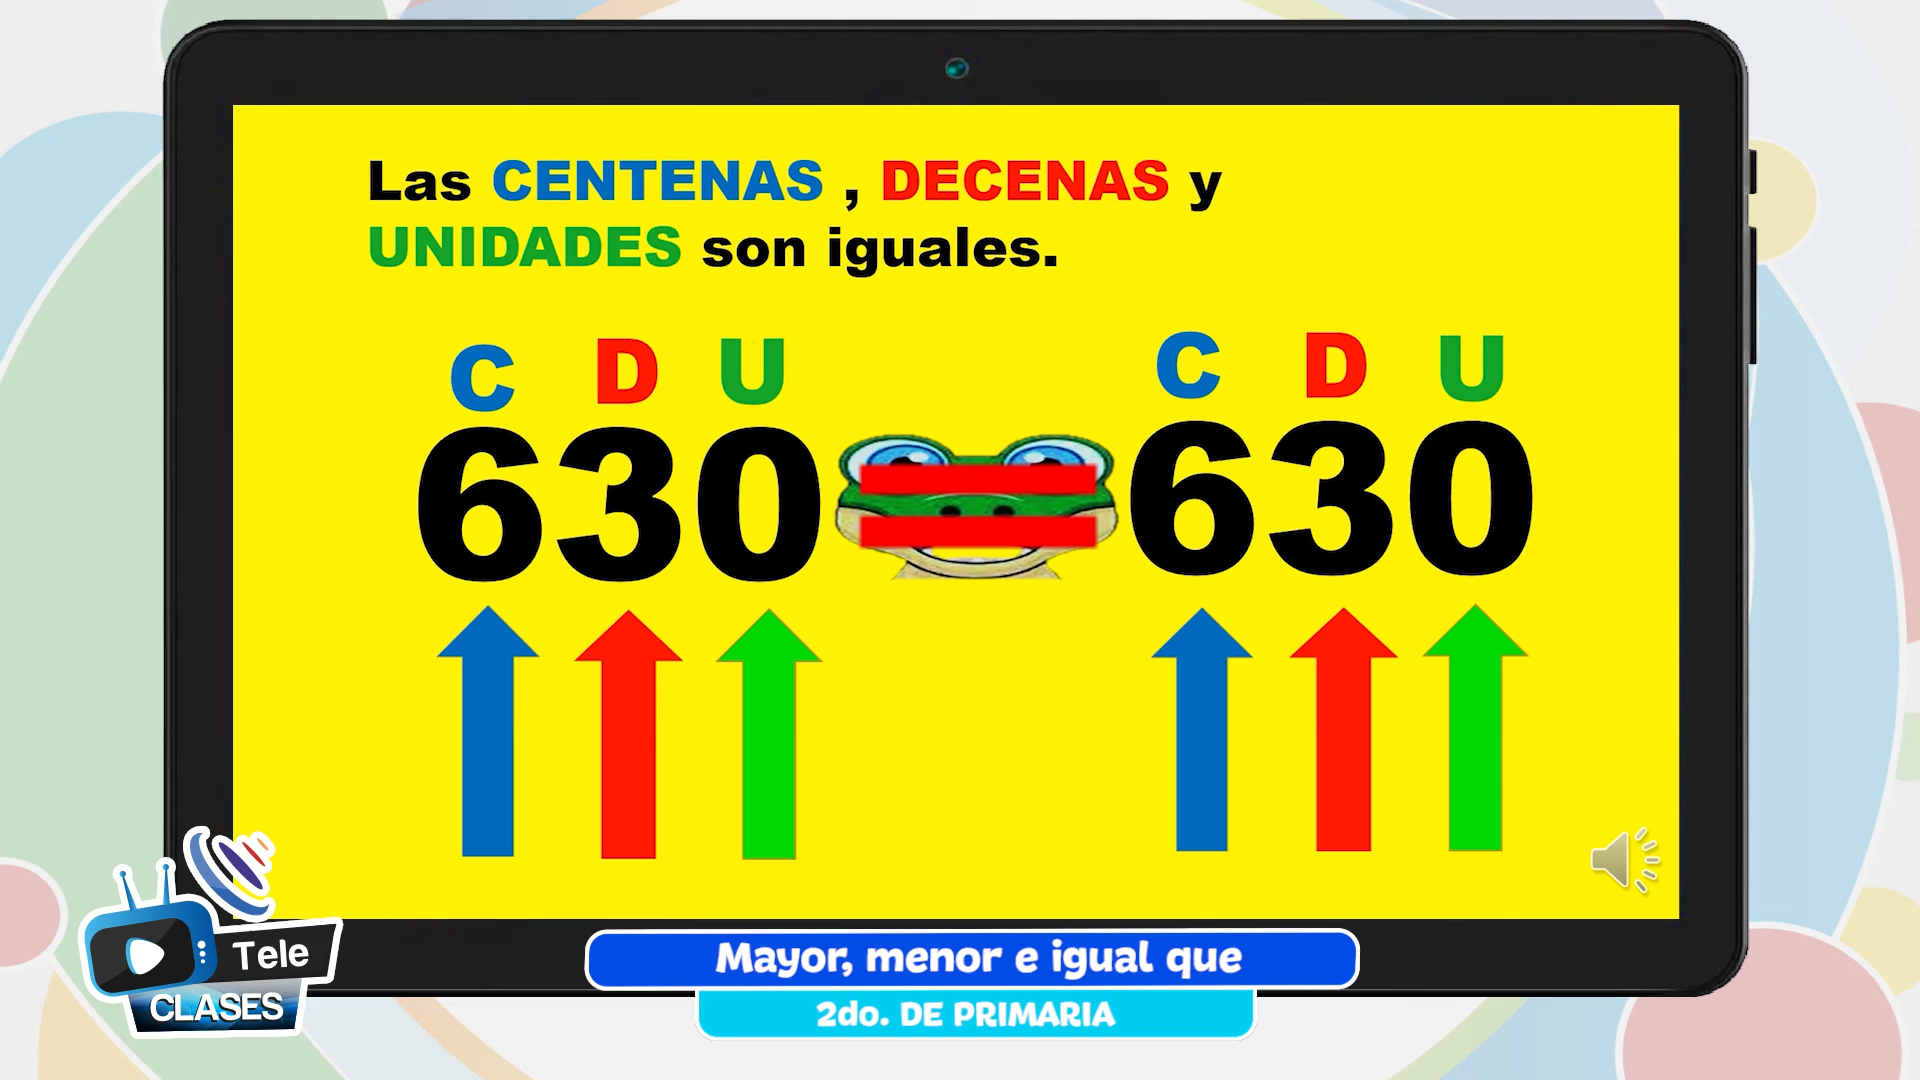 Las CENTENAS , DECENAS y
UNIDADES son iguales.
C D U C D U
630 = 630
Tele
CLASES
Mayor, menor e igual que
2do. DE PRIMARIA